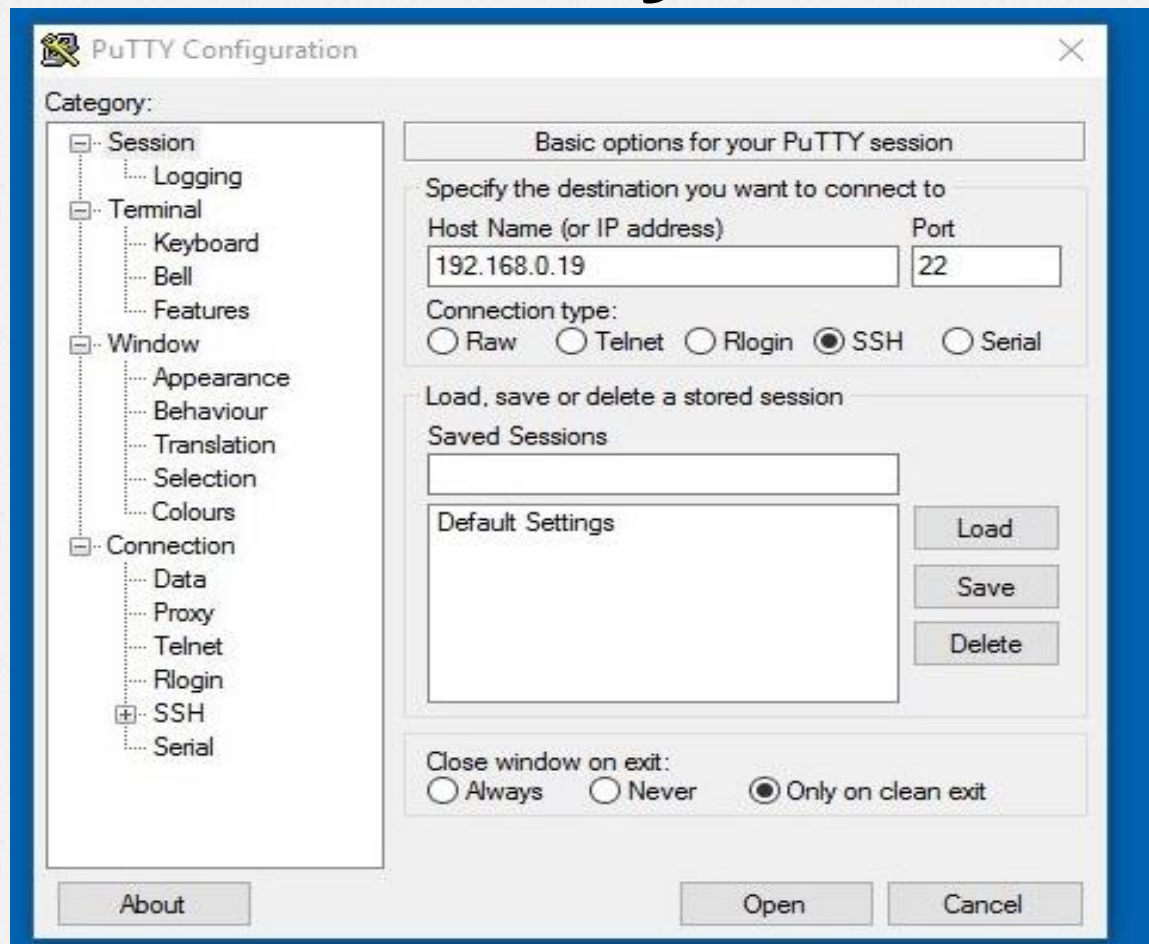 PuTTY Configuration
Category:
Session
Logging
Terminal
Keyboard
Bell
Features
Window
Appearance
Behaviour
Translation
Selection
Colours
Connection
Data
Proxy
Telnet
Rlogin
SSH
Serial
Basic options for your PuTTY session
Specify the destination you want to connect to
Host Name (or IP address) Port
192.168.0.19 22
Connection type:
Raw Telnet Rlogin SSH Serial
Load, save or delete a stored session
Saved Sessions
Default Settings
Load
Save
Delete
Close window on exit:
Always Never Only on clean exit
About Open Cancel